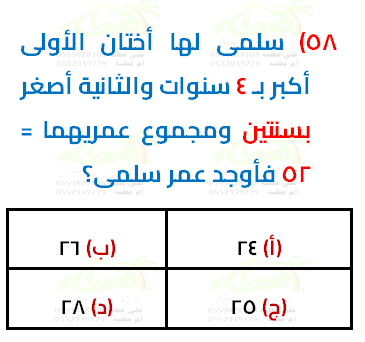 ٥٨) سلمى لها أختان الأولى
أكبر بـ ٤ سنوات والثانية أصغر
بسنتين ومجموع عمريهما =
٥٢ فأوجد عمر سلمى؟
(أ) ٢٤
(ب) ٢٦
(ج) ٢٥
(د) ٢٨